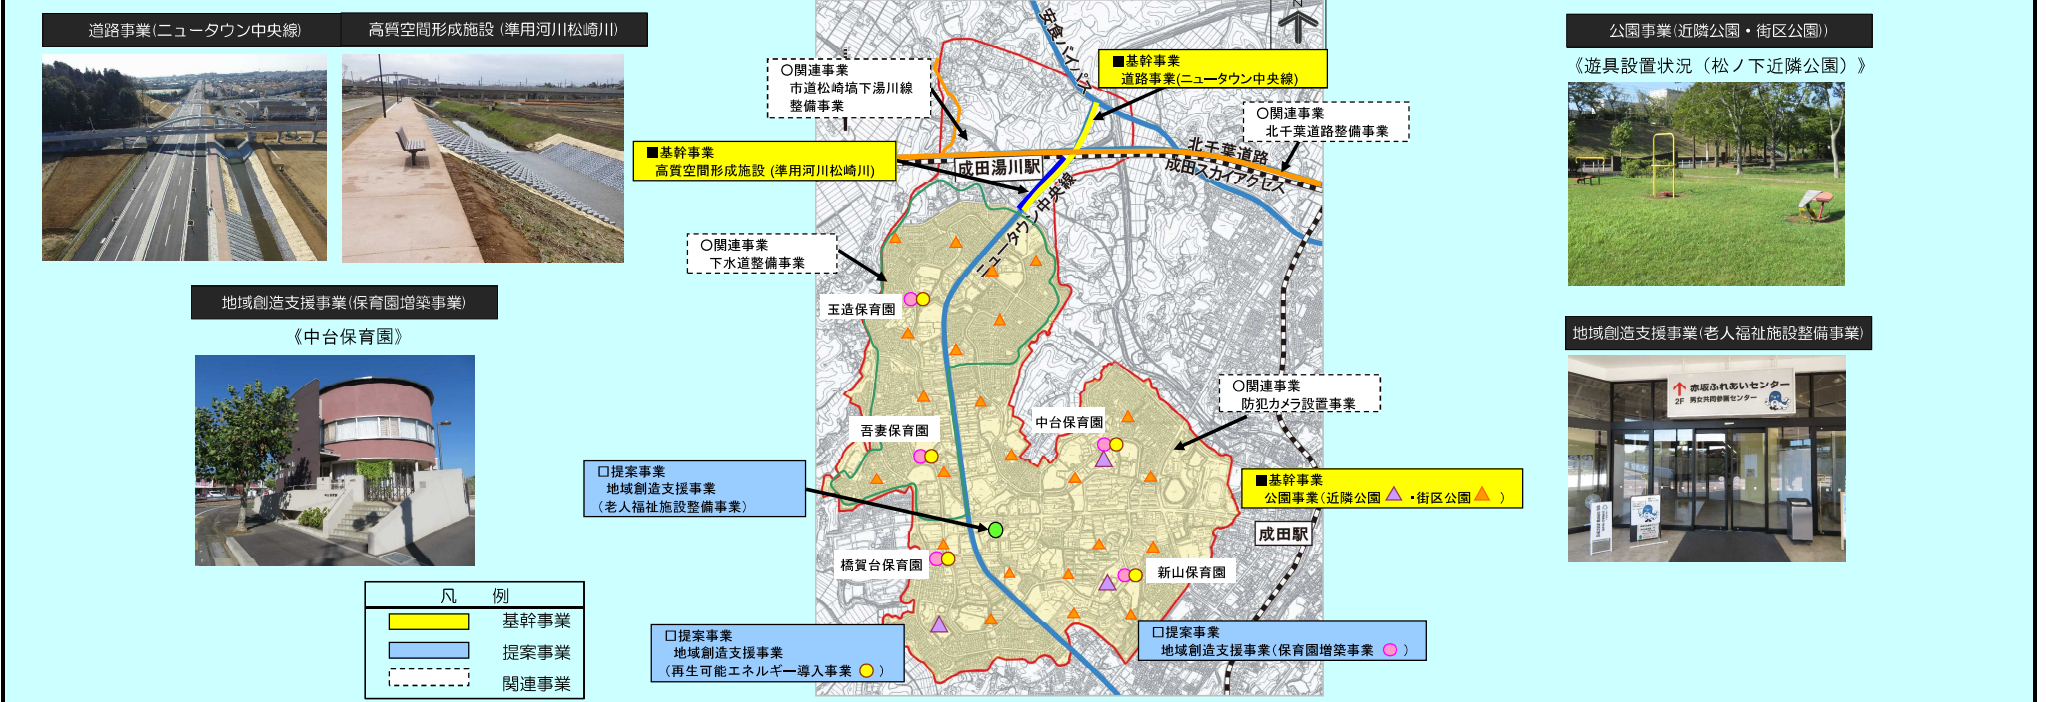 道路事業(ニュータウン中央線)
高質空間形成施設 (準用河川松崎川)
地域創造支援事業(保育園増築事業)
《中台保育園》
凡　例
基幹事業
提案事業
関連事業
N
安食バイパス
〇関連事業
市道松崎塙下湯川線
整備事業
■基幹事業
道路事業(ニュータウン中央線)
〇関連事業
北千葉道路整備事業
■基幹事業
高質空間形成施設 (準用河川松崎川)
成田湯川駅
北千葉道路
成田スカイアクセス
ニュータウン中央線
〇関連事業
下水道整備事業
玉造保育園
〇関連事業
防犯カメラ設置事業
中台保育園
吾妻保育園
□提案事業
地域創造支援事業
(老人福祉施設整備事業)
■基幹事業
公園事業(近隣公園 ・街区公園 )
成田駅
橋賀台保育園
新山保育園
□提案事業
地域創造支援事業
(再生可能エネルギー導入事業 )
□提案事業
地域創造支援事業(保育園増築事業 )
公園事業(近隣公園・街区公園))
《遊具設置状況（松ノ下近隣公園）》
地域創造支援事業(老人福祉施設整備事業)
赤坂ふれあいセンター
2F 男女共同参画センター